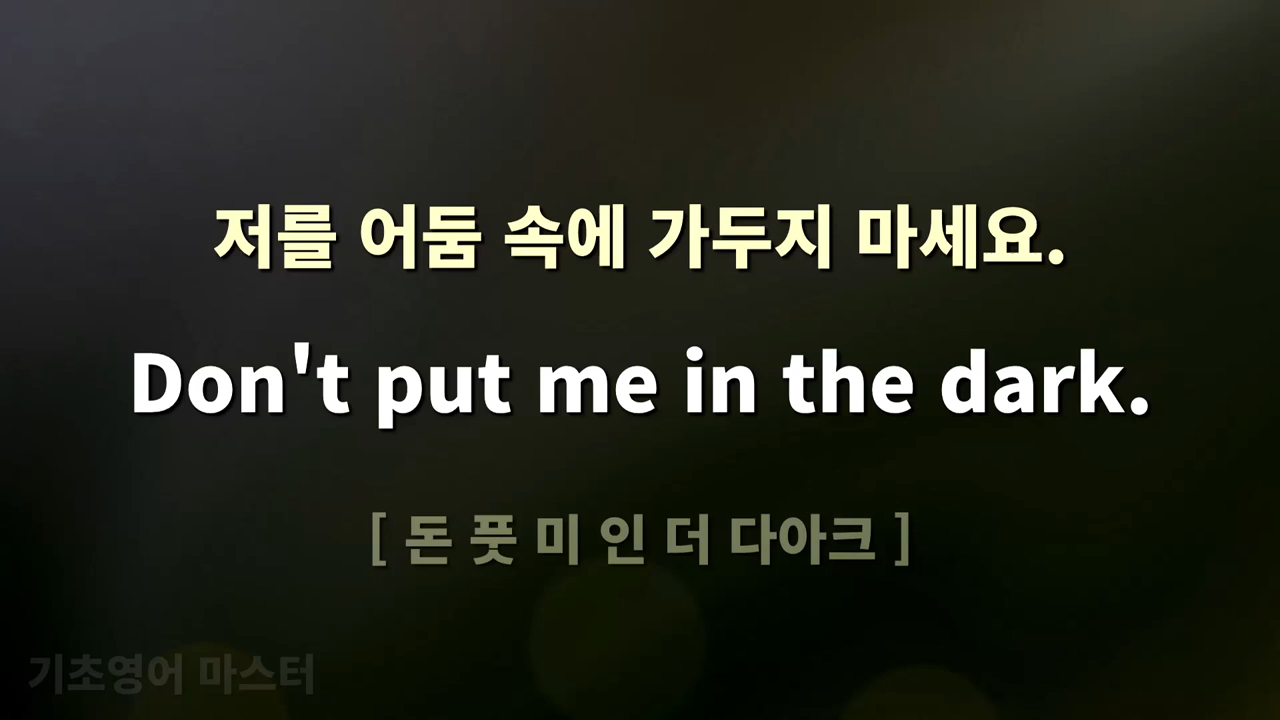 저를 어둠 속에 가두지 마세요.
Don't put me in the dark.
[ 돈 풋 미 인 더 다아크 ]
기초영어 마스터